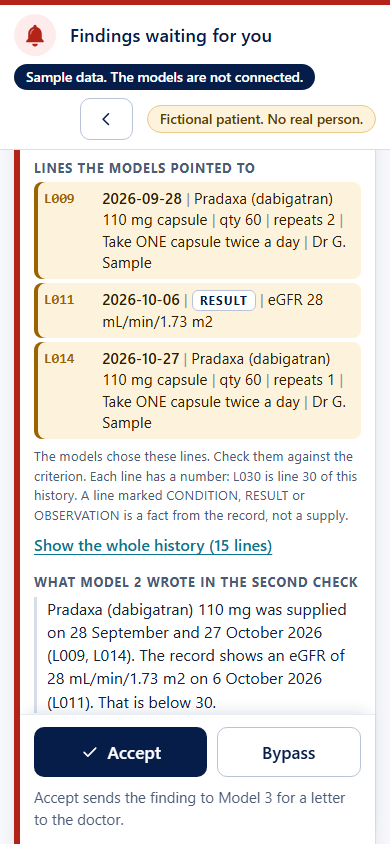 Findings waiting for you
Sample data. The models are not connected.
Fictional patient. No real person.
LINES THE MODELS POINTED TO
L009 2026-09-28 | Pradaxa (dabigatran)
110 mg capsule | qty 60 | repeats 2 |
Take ONE capsule twice a day | Dr G.
Sample
L011 2026-10-06 | RESULT | eGFR 28
mL/min/1.73 m2
L014 2026-10-27 | Pradaxa (dabigatran)
110 mg capsule | qty 60 | repeats 1 |
Take ONE capsule twice a day | Dr G.
Sample
The models chose these lines. Check them against the
criterion. Each line has a number: L030 is line 30 of this
history. A line marked CONDITION, RESULT or
OBSERVATION is a fact from the record, not a supply.
Show the whole history (15 lines)
WHAT MODEL 2 WROTE IN THE SECOND CHECK
Pradaxa (dabigatran) 110 mg was supplied
on 28 September and 27 October 2026
(L009, L014). The record shows an eGFR of
28 mL/min/1.73 m2 on 6 October 2026
(L011). That is below 30.
Accept
Bypass
Accept sends the finding to Model 3 for a letter
to the doctor.